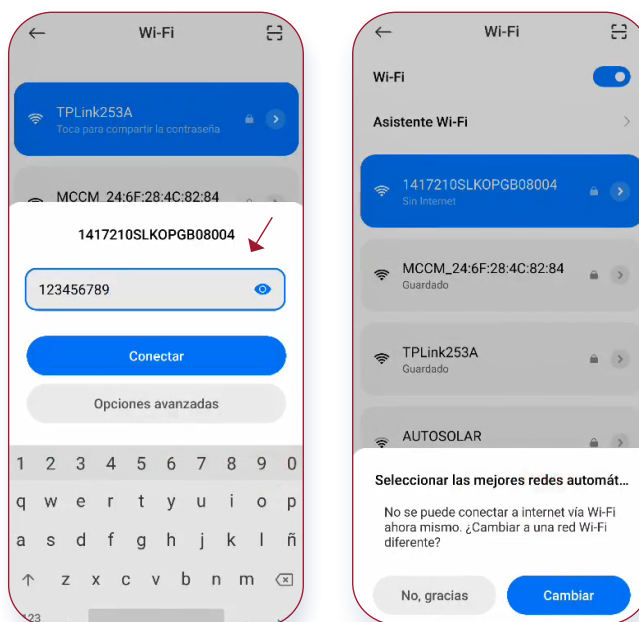 Wi-Fi
TPLink253A
Toca para compartir la contraseña
MCCM_24:6F:28:4C:82:84
1417210SLKOPGB08004
123456789
Conectar
Opciones avanzadas
1 2 3 4 5 6 7 8 9 0
q w e r t y u i o p
a s d f g h j k l ñ
z x c v b n m
123
Wi-Fi
Wi-Fi
Asistente Wi-Fi
1417210SLKOPGB08004
Sin Internet
MCCM_24:6F:28:4C:82:84
Guardado
TPLink253A
Guardado
AUTOSOLAR
Seleccionar las mejores redes automát...
No se puede conectar a internet vía Wi-Fi
ahora mismo. ¿Cambiar a una red Wi-Fi
diferente?
No, gracias
Cambiar